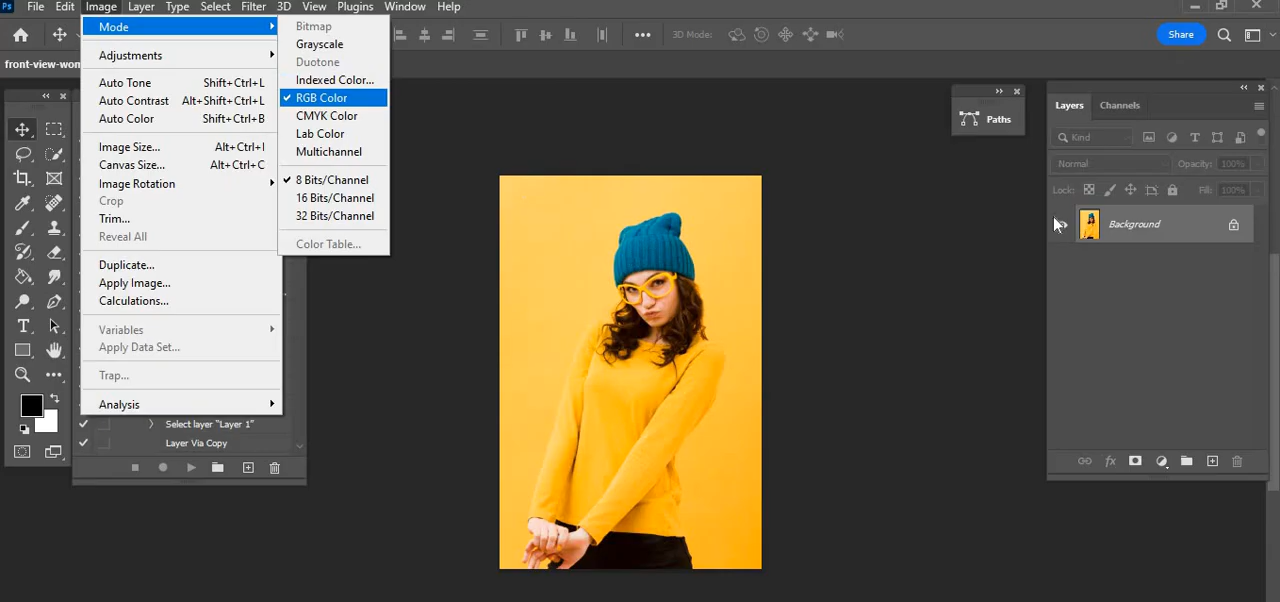 Ps File Edit Image Layer Type Select Filter 3D View Plugins Window Help
3D Mode: Share
front-view-wom
Mode
Adjustments
Auto Tone Shift+Ctrl+L
Auto Contrast Alt+Shift+Ctrl+L
Auto Color Shift+Ctrl+B
Image Size... Alt+Ctrl+I
Canvas Size... Alt+Ctrl+C
Image Rotation
Crop
Trim...
Reveal All
Duplicate...
Apply Image...
Calculations...
Variables
Apply Data Set...
Trap...
Analysis
Bitmap
Grayscale
Duotone
Indexed Color...
RGB Color
CMYK Color
Lab Color
Multichannel
8 Bits/Channel
16 Bits/Channel
32 Bits/Channel
Color Table...
Select layer "Layer 1"
Layer Via Copy
Paths
Layers Channels
Kind
Normal Opacity: 100%
Lock: Fill: 100%
Background